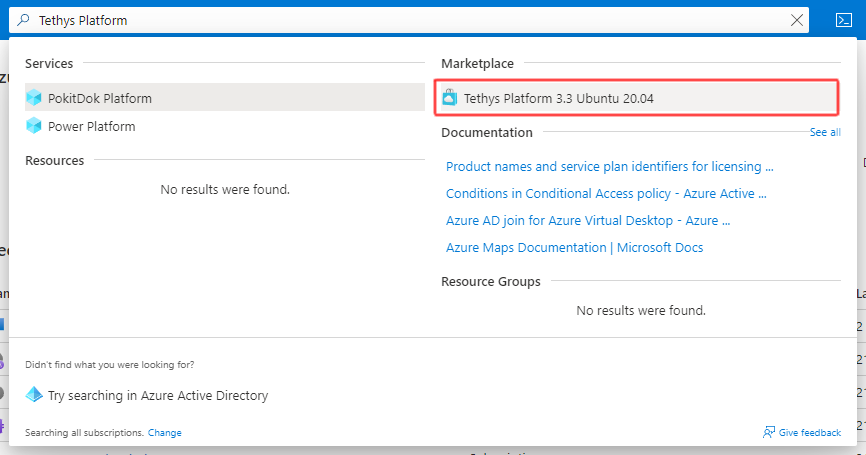 Tethys Platform
Services
PokitDok Platform
Power Platform
Resources
No results were found.
Marketplace
Tethys Platform 3.3 Ubuntu 20.04
Documentation
See all
Product names and service plan identifiers for licensing ...
Conditions in Conditional Access policy - Azure Active ...
Azure AD join for Azure Virtual Desktop - Azure ...
Azure Maps Documentation | Microsoft Docs
Resource Groups
No results were found.
Didn't find what you were looking for?
Try searching in Azure Active Directory
Searching all subscriptions. Change
Give feedback